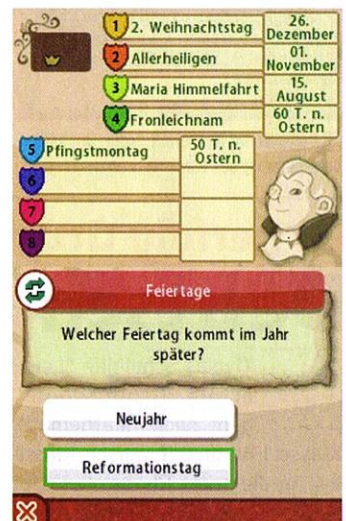 1 2. Weihnachtstag 26. Dezember
2 Allerheiligen 01. November
3 Maria Himmelfahrt 15. August
4 Fronleichnam 60 T. n. Ostern
5 Pfingstmontag 50 T. n. Ostern
6
7
8
Feiertage
Welcher Feiertag kommt im Jahr
später?
Neujahr
Reformationstag